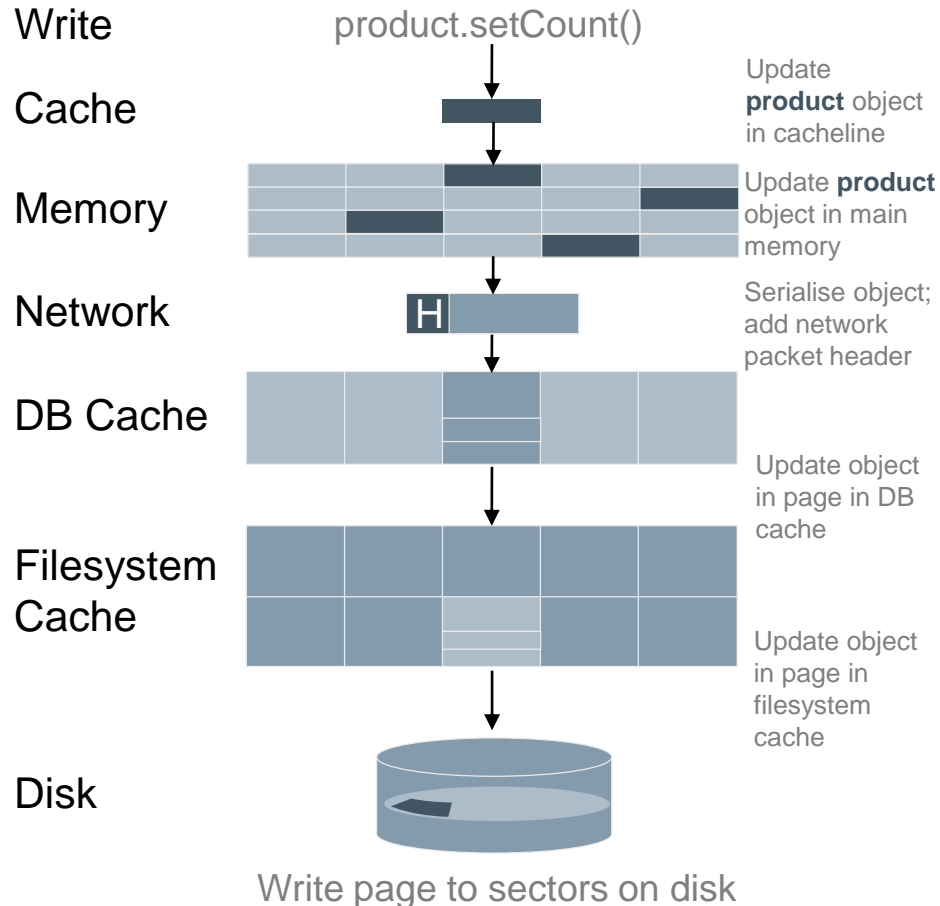 Write
product.setCount()
Cache
Update
product object
in cacheline
Memory
Update product
object in main
memory
Network
H
Serialise object;
add network
packet header
DB Cache
Update object
in page in DB
cache
Filesystem
Cache
Update object
in page in
filesystem
cache
Disk
Write page to sectors on disk